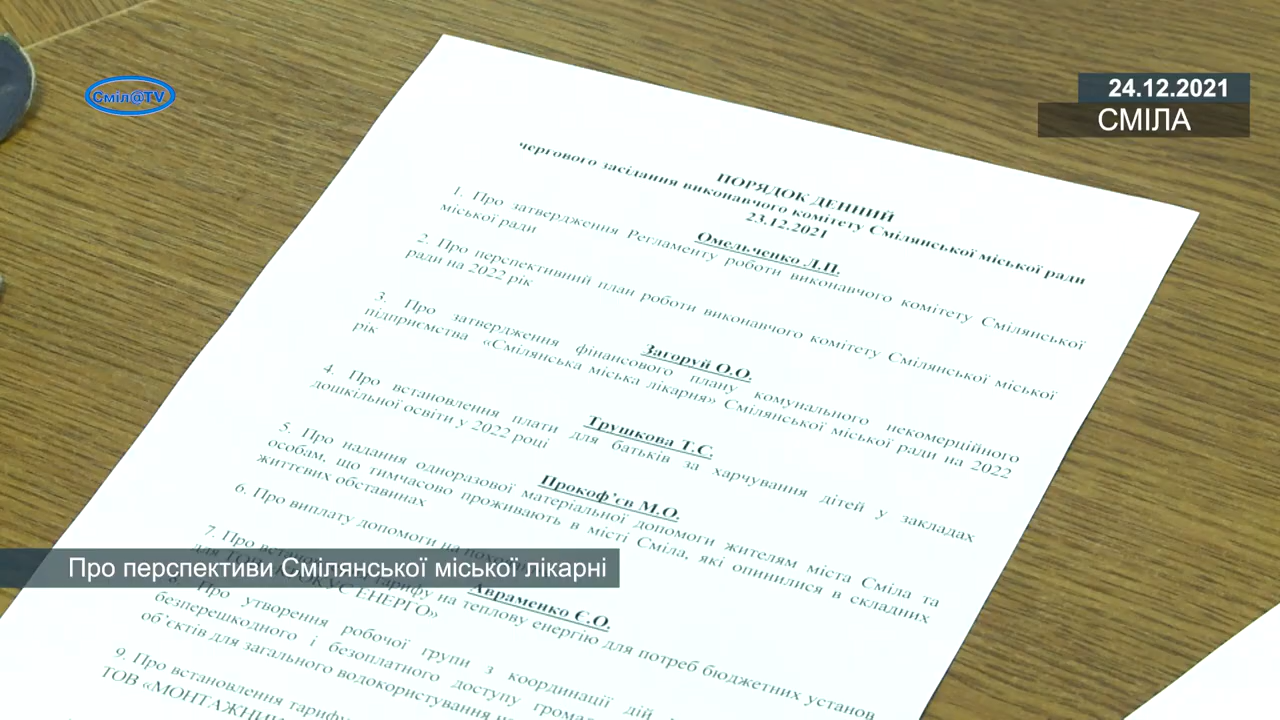 Сміл@TV
24.12.2021
СМІЛА
ПОРЯДОК ДЕННИЙ
чергового засідання виконавчого комітету Смілянської міської ради
23.12.2021
Омельченко Л.П.
1. Про затвердження Регламенту роботи виконавчого комітету Смілянської
міської ради
2. Про перспективний план роботи виконавчого комітету Смілянської міської
ради на 2022 рік
Загоруй О.О.
3. Про затвердження фінансового плану комунального некомерційного
підприємства «Смілянська міська лікарня» Смілянської міської ради на 2022
рік
Трушкова Т.С.
4. Про встановлення плати для батьків за харчування дітей у закладах
дошкільної освіти у 2022 році
Прокоф’єв М.О.
5. Про надання одноразової матеріальної допомоги жителям міста Сміла та
особам, що тимчасово проживають в місті Сміла, які опинилися в складних
життєвих обставинах
6. Про виплату допомоги на
Авраменко Є.О.
7. Про тарифу на теплову енергію для потреб бюджетних установ
для ЕНЕРГО»
8. Про утворення робочої групи з координації дій
безперешкодного і безоплатного доступу
об’єктів для загального водокористування
9. Про встановлення тарифу
ТОВ
Про перспективи Смілянської міської лікарні